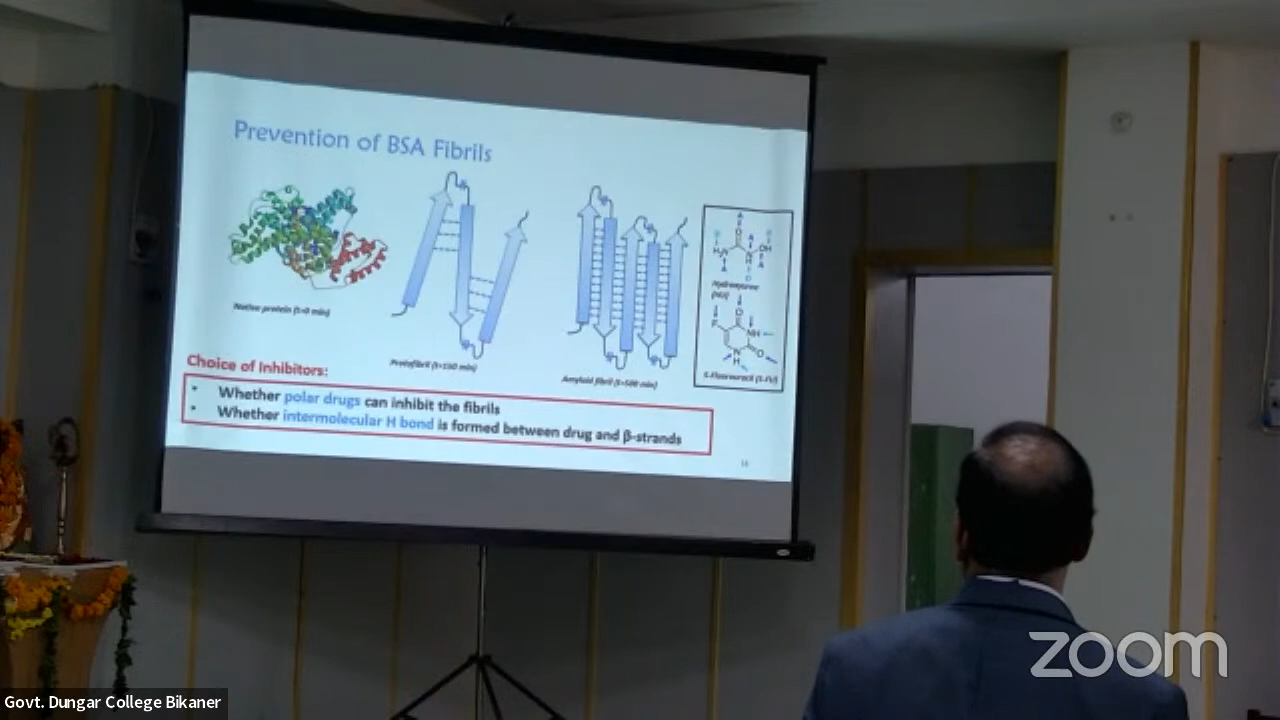 Prevention of BSA Fibrils
Native protein (t=0 min)
Protofibril (t=150 min)
Amyloid fibril (t=500 min)
Hydroxyurea
(HU)
5-Fluorouracil (5-FU)
Choice of Inhibitors:
• Whether polar drugs can inhibit the fibrils
• Whether intermolecular H bond is formed between drug and β-strands
zoom
Govt. Dungar College Bikaner